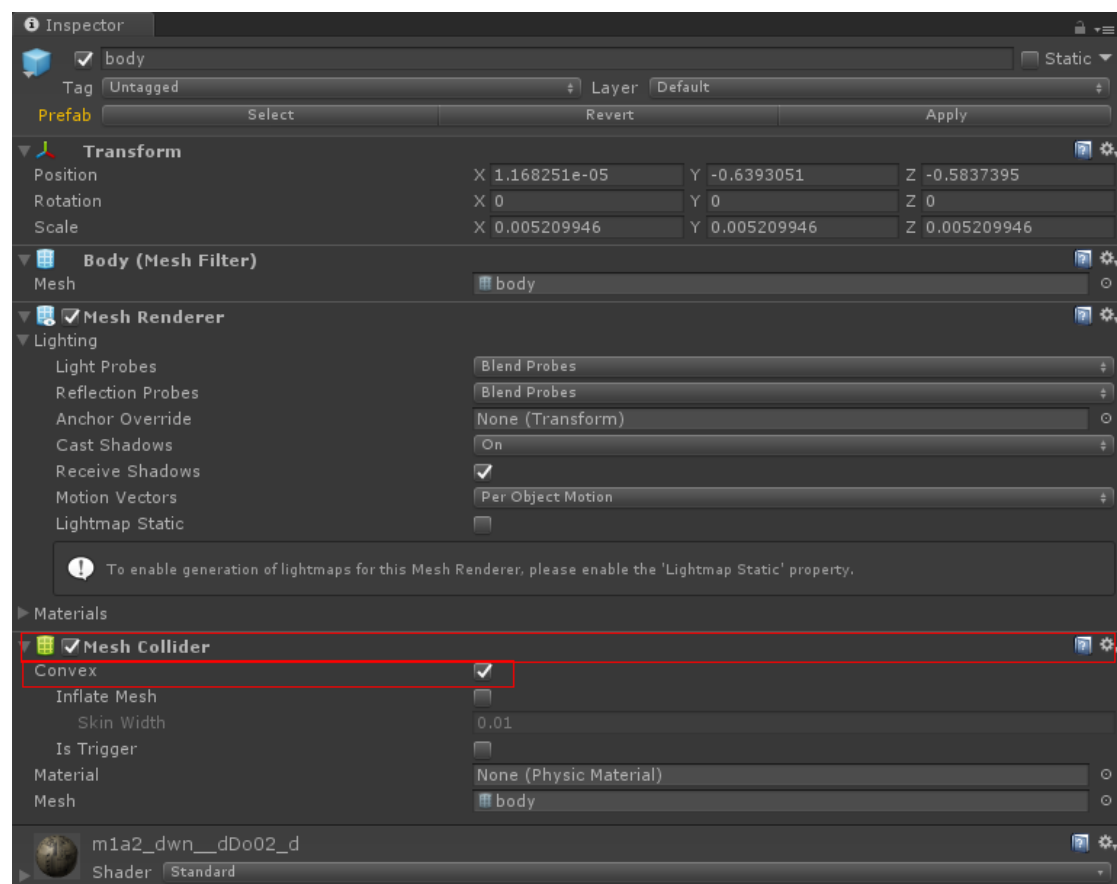 Inspector
body Static
Tag Untagged Layer Default
Prefab Select Revert Apply
Transform
Position X 1.168251e-05 Y -0.6393051 Z -0.5837395
Rotation X 0 Y 0 Z 0
Scale X 0.005209946 Y 0.005209946 Z 0.005209946
Body (Mesh Filter)
Mesh body
Mesh Renderer
Lighting
Light Probes Blend Probes
Reflection Probes Blend Probes
Anchor Override None (Transform)
Cast Shadows On
Receive Shadows
Motion Vectors Per Object Motion
Lightmap Static
To enable generation of lightmaps for this Mesh Renderer, please enable the 'Lightmap Static' property.
Materials
Mesh Collider
Convex
Inflate Mesh
Skin Width 0.01
Is Trigger
Material None (Physic Material)
Mesh body
m1a2_dwn__dDo02_d
Shader Standard